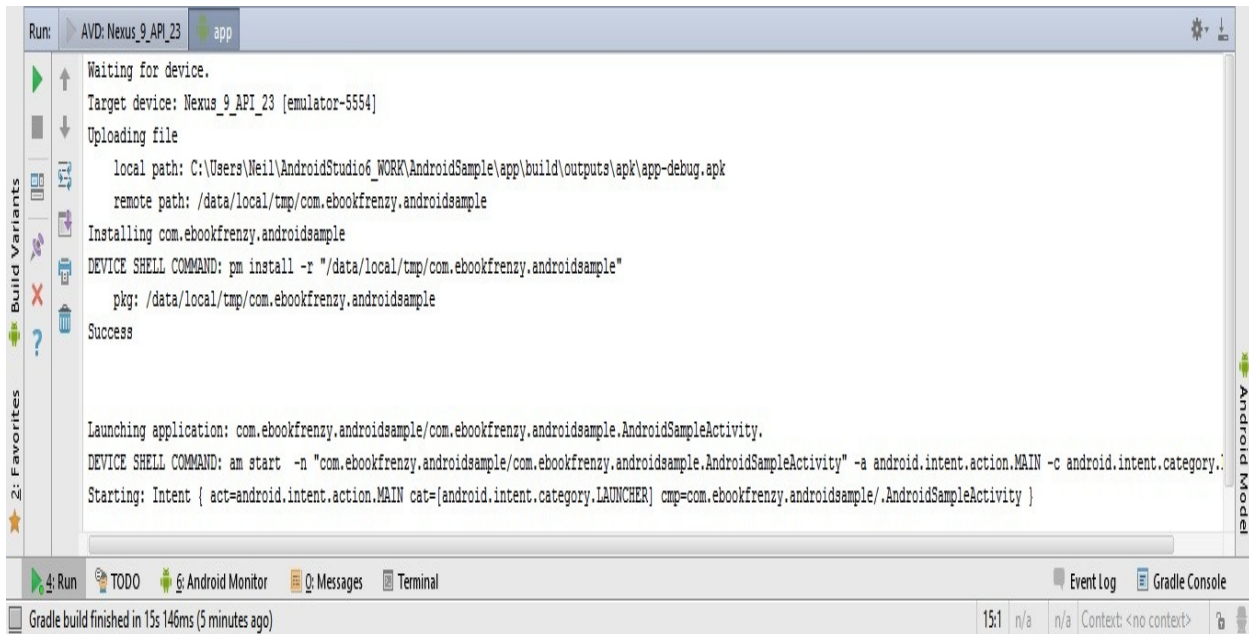 Run: AVD: Nexus_9_API_23 app
Waiting for device.
Target device: Nexus_9_API_23 [emulator-5554]
Uploading file
local path: C:\Users\Neil\AndroidStudio6_WORK\AndroidSample\app\build\outputs\apk\app-debug.apk
remote path: /data/local/tmp/com.ebookfrenzy.androidsample
Installing com.ebookfrenzy.androidsample
DEVICE SHELL COMMAND: pm install -r "/data/local/tmp/com.ebookfrenzy.androidsample"
pkg: /data/local/tmp/com.ebookfrenzy.androidsample
Success
Launching application: com.ebookfrenzy.androidsample/com.ebookfrenzy.androidsample.AndroidSampleActivity.
DEVICE SHELL COMMAND: am start -n "com.ebookfrenzy.androidsample/com.ebookfrenzy.androidsample.AndroidSampleActivity" -a android.intent.action.MAIN -c android.intent.category.
Starting: Intent { act=android.intent.action.MAIN cat=[android.intent.category.LAUNCHER] cmp=com.ebookfrenzy.androidsample/.AndroidSampleActivity }
Build Variants
2: Favorites
Android Model
4: Run TODO 6: Android Monitor 0: Messages Terminal Event Log Gradle Console
Gradle build finished in 15s 146ms (5 minutes ago) 15:1 n/a n/a Context: <no context>